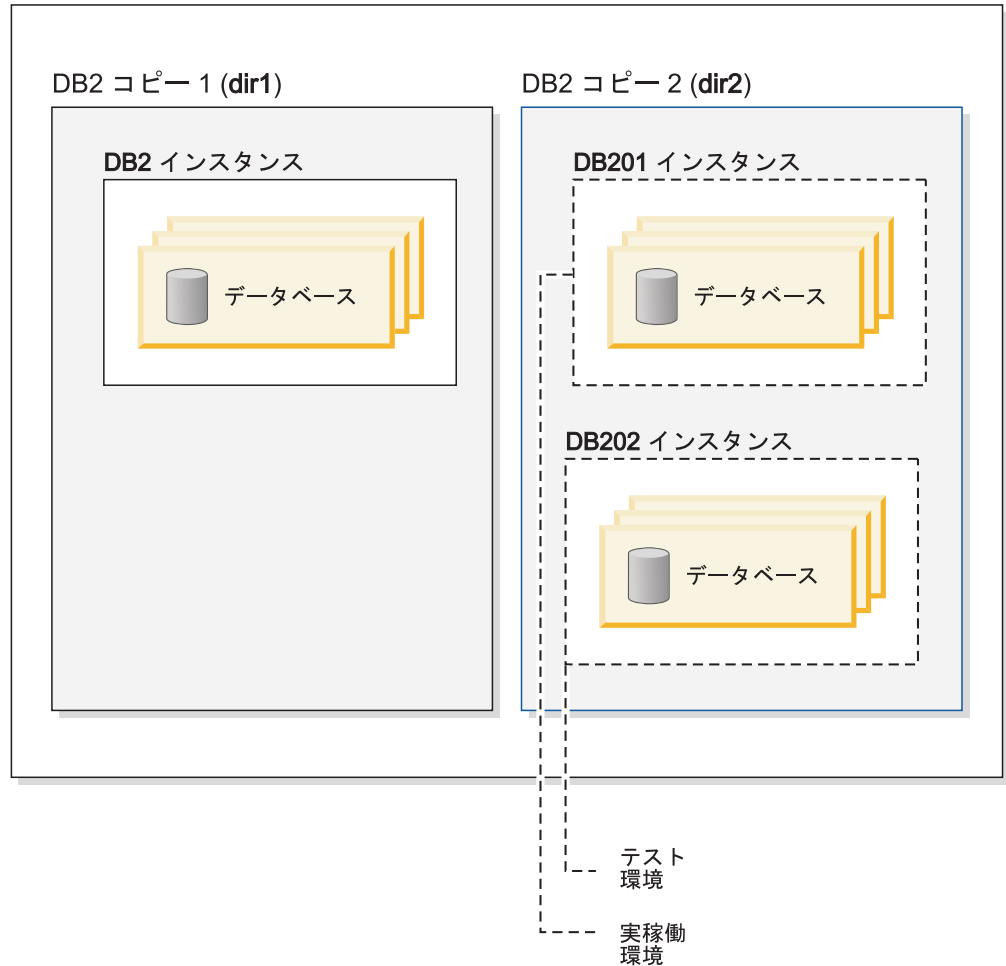 DB2 コピー 1 (dir1)
DB2 インスタンス
データベース
DB2 コピー 2 (dir2)
DB201 インスタンス
データベース
DB202 インスタンス
データベース
テスト
環境
実稼働
環境